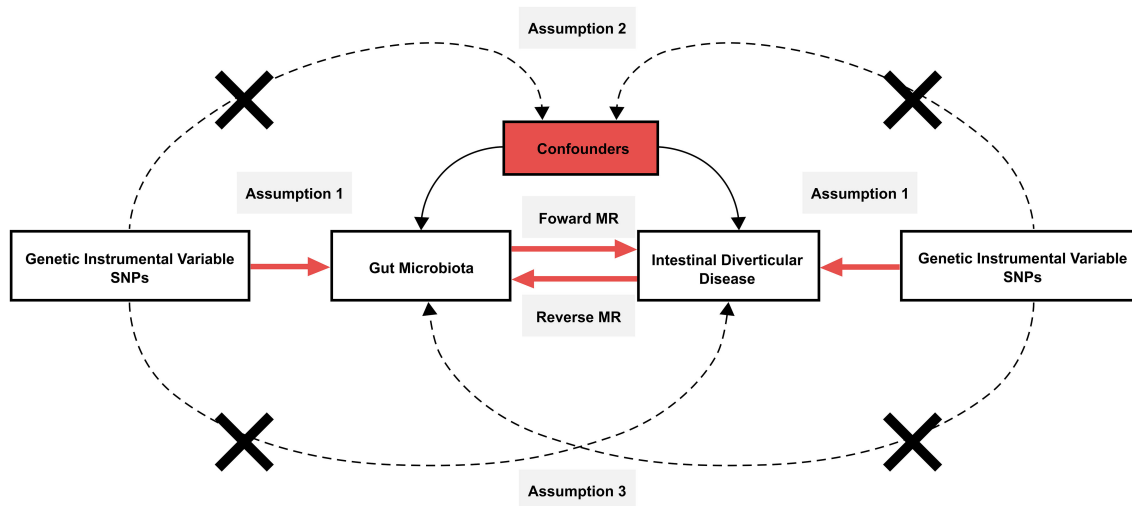 Assumption 2
Confounders
Assumption 1
Assumption 1
Foward MR
Genetic Instrumental Variable
SNPs
Gut Microbiota
Intestinal Diverticular
Disease
Genetic Instrumental Variable
SNPs
Reverse MR
Assumption 3